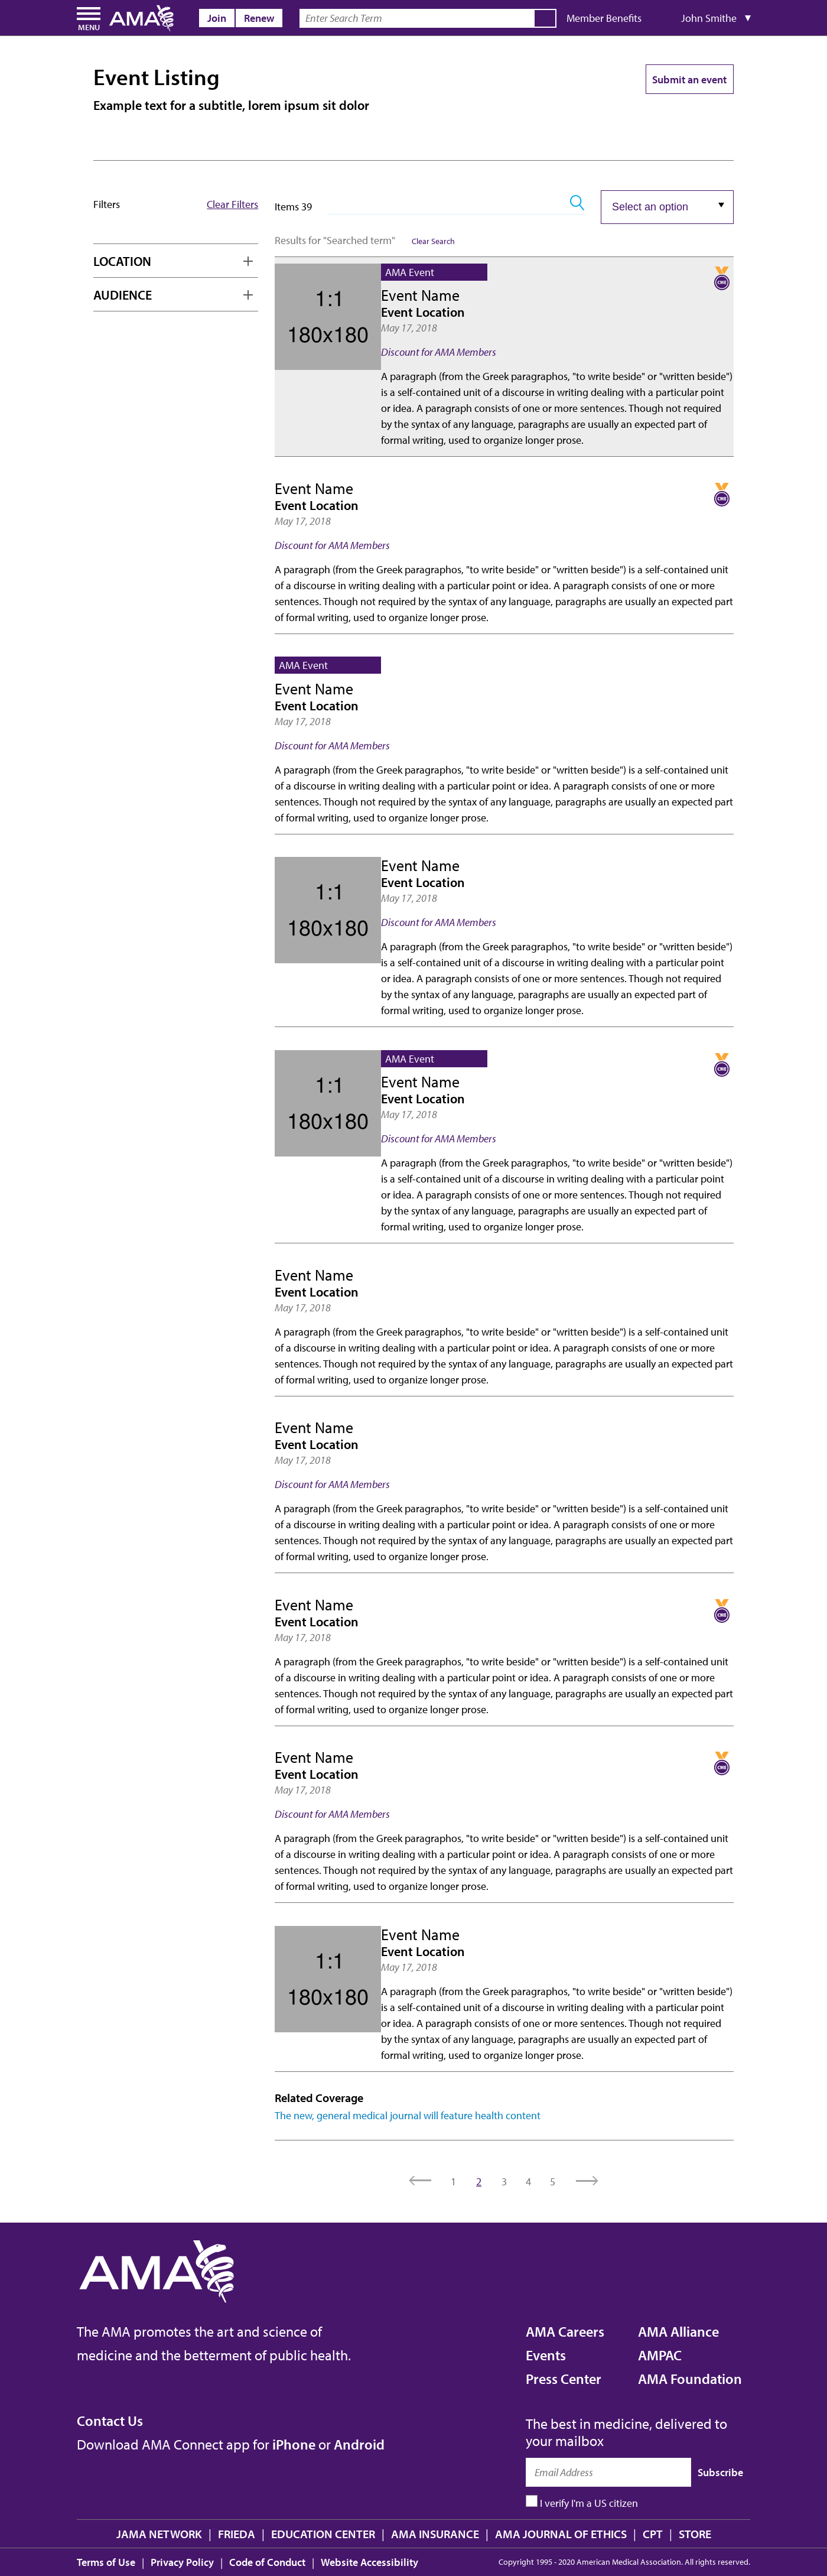 MENU
AMA
Join
Renew
Enter Search Term
Member Benefits
John Smithe ▼
Event Listing
Submit an event
Example text for a subtitle, lorem ipsum sit dolor
Filters
Clear Filters
LOCATION
AUDIENCE
Items 39
Select an option
Results for "Searched term"
Clear Search
1:1
180x180
AMA Event
CME
Event Name
Event Location
May 17, 2018
Discount for AMA Members
A paragraph (from the Greek paragraphos, "to write beside" or "written beside")
is a self-contained unit of a discourse in writing dealing with a particular point
or idea. A paragraph consists of one or more sentences. Though not required
by the syntax of any language, paragraphs are usually an expected part of
formal writing, used to organize longer prose.
Event Name
CME
Event Location
May 17, 2018
Discount for AMA Members
A paragraph (from the Greek paragraphos, "to write beside" or "written beside") is a self-contained unit
of a discourse in writing dealing with a particular point or idea. A paragraph consists of one or more
sentences. Though not required by the syntax of any language, paragraphs are usually an expected part
of formal writing, used to organize longer prose.
AMA Event
Event Name
Event Location
May 17, 2018
Discount for AMA Members
A paragraph (from the Greek paragraphos, "to write beside" or "written beside") is a self-contained unit
of a discourse in writing dealing with a particular point or idea. A paragraph consists of one or more
sentences. Though not required by the syntax of any language, paragraphs are usually an expected part
of formal writing, used to organize longer prose.
1:1
180x180
Event Name
Event Location
May 17, 2018
Discount for AMA Members
A paragraph (from the Greek paragraphos, "to write beside" or "written beside")
is a self-contained unit of a discourse in writing dealing with a particular point
or idea. A paragraph consists of one or more sentences. Though not required
by the syntax of any language, paragraphs are usually an expected part of
formal writing, used to organize longer prose.
1:1
180x180
AMA Event
CME
Event Name
Event Location
May 17, 2018
Discount for AMA Members
A paragraph (from the Greek paragraphos, "to write beside" or "written beside")
is a self-contained unit of a discourse in writing dealing with a particular point
or idea. A paragraph consists of one or more sentences. Though not required
by the syntax of any language, paragraphs are usually an expected part of
formal writing, used to organize longer prose.
Event Name
Event Location
May 17, 2018
A paragraph (from the Greek paragraphos, "to write beside" or "written beside") is a self-contained unit
of a discourse in writing dealing with a particular point or idea. A paragraph consists of one or more
sentences. Though not required by the syntax of any language, paragraphs are usually an expected part
of formal writing, used to organize longer prose.
Event Name
Event Location
May 17, 2018
Discount for AMA Members
A paragraph (from the Greek paragraphos, "to write beside" or "written beside") is a self-contained unit
of a discourse in writing dealing with a particular point or idea. A paragraph consists of one or more
sentences. Though not required by the syntax of any language, paragraphs are usually an expected part
of formal writing, used to organize longer prose.
Event Name
CME
Event Location
May 17, 2018
A paragraph (from the Greek paragraphos, "to write beside" or "written beside") is a self-contained unit
of a discourse in writing dealing with a particular point or idea. A paragraph consists of one or more
sentences. Though not required by the syntax of any language, paragraphs are usually an expected part
of formal writing, used to organize longer prose.
Event Name
CME
Event Location
May 17, 2018
Discount for AMA Members
A paragraph (from the Greek paragraphos, "to write beside" or "written beside") is a self-contained unit
of a discourse in writing dealing with a particular point or idea. A paragraph consists of one or more
sentences. Though not required by the syntax of any language, paragraphs are usually an expected part
of formal writing, used to organize longer prose.
1:1
180x180
Event Name
Event Location
May 17, 2018
A paragraph (from the Greek paragraphos, "to write beside" or "written beside")
is a self-contained unit of a discourse in writing dealing with a particular point
or idea. A paragraph consists of one or more sentences. Though not required
by the syntax of any language, paragraphs are usually an expected part of
formal writing, used to organize longer prose.
Related Coverage
The new, general medical journal will feature health content
1 2 3 4 5
AMA
The AMA promotes the art and science of
medicine and the betterment of public health.
AMA Careers
Events
Press Center
AMA Alliance
AMPAC
AMA Foundation
Contact Us
Download AMA Connect app for iPhone or Android
The best in medicine, delivered to
your mailbox
Email Address
Subscribe
I verify I'm a US citizen
JAMA NETWORK | FRIEDA | EDUCATION CENTER | AMA INSURANCE | AMA JOURNAL OF ETHICS | CPT | STORE
Terms of Use | Privacy Policy | Code of Conduct | Website Accessibility
Copyright 1995 - 2020 American Medical Association. All rights reserved.